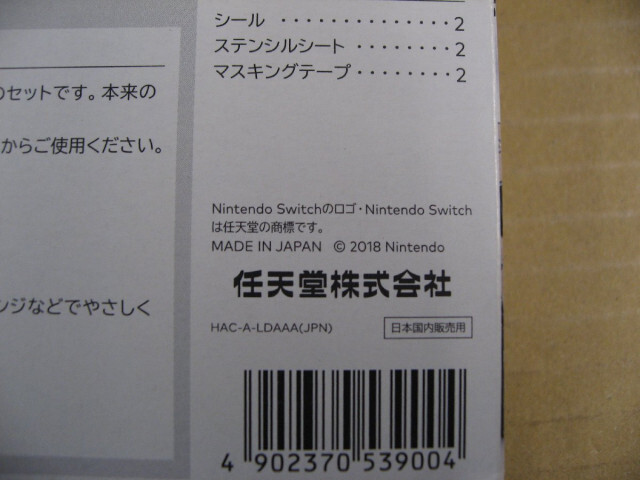 シール ・・・・・・・・・・・・・・・ 2
ステンシルシート ・・・・・・・・ 2
マスキングテープ ・・・・・・・・ 2
のセットです。本来の
からご使用ください。
ンジなどでやさしく
Nintendo Switchのロゴ・Nintendo Switch
は任天堂の商標です。
MADE IN JAPAN © 2018 Nintendo
任天堂株式会社
HAC-A-LDAAA(JPN)
日本国内販売用
4 902370 539004